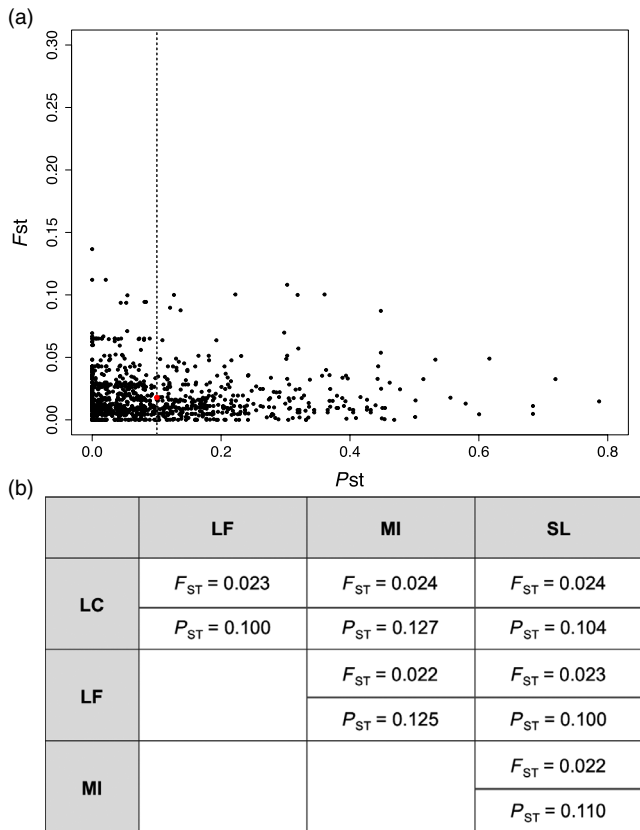 (a)
0.30
0.25
0.20
0.15
0.10
0.05
0.00
Fst
0.0 0.2 0.4 0.6 0.8
Pst
(b)
LF MI SL
LC
FST = 0.023 FST = 0.024 FST = 0.024
PST = 0.100 PST = 0.127 PST = 0.104
LF
FST = 0.022 FST = 0.023
PST = 0.125 PST = 0.100
MI
FST = 0.022
PST = 0.110